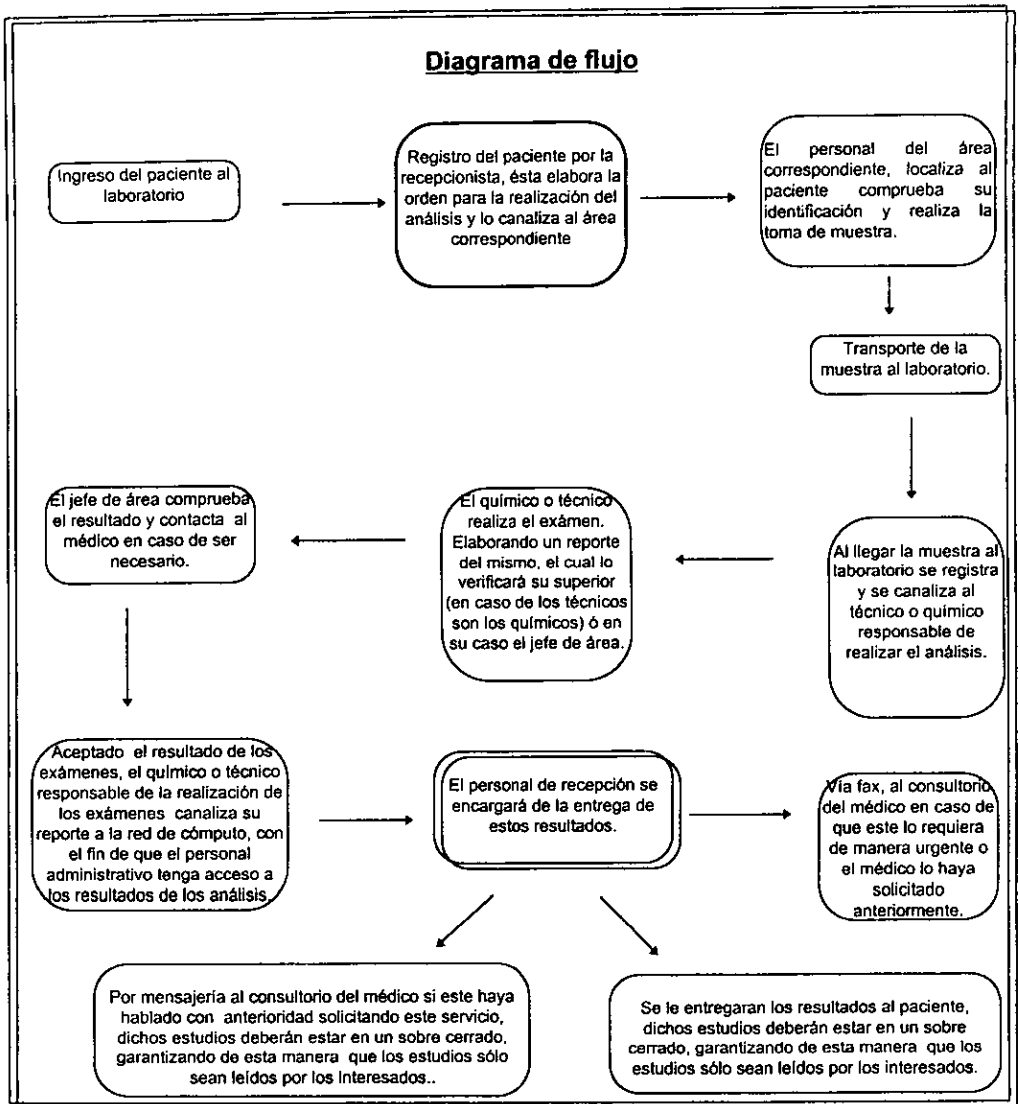 Diagrama de flujo
Ingreso del paciente al
laboratorio
Registro del paciente por la
recepcionista, ésta elabora la
orden para la realización del
análisis y lo canaliza al área
correspondiente
El personal del área
correspondiente, localiza al
paciente comprueba su
identificación y realiza la
toma de muestra.
Transporte de la
muestra al laboratorio.
Al llegar la muestra al
laboratorio se registra
y se canaliza al
técnico o químico
responsable de
realizar el análisis.
El químico o técnico
realiza el exámen.
Elaborando un reporte
del mismo, el cual lo
verificará su superior
(en caso de los técnicos
son los químicos) ó en
su caso el jefe de área.
El jefe de área comprueba
el resultado y contacta al
médico en caso de ser
necesario.
Aceptado el resultado de los
exámenes, el químico o técnico
responsable de la realización de
los exámenes canaliza su
reporte a la red de cómputo, con
el fin de que el personal
administrativo tenga acceso a
los resultados de los análisis.
El personal de recepción se
encargará de la entrega de
estos resultados.
Vía fax, al consultorio
del médico en caso de
que este lo requiera
de manera urgente o
el médico lo haya
solicitado
anteriormente.
Por mensajería al consultorio del médico si este haya
hablado con anterioridad solicitando este servicio,
dichos estudios deberán estar en un sobre cerrado,
garantizando de esta manera que los estudios sólo
sean leídos por los Interesados..
Se le entregaran los resultados al paciente,
dichos estudios deberán estar en un sobre
cerrado, garantizando de esta manera que los
estudios sólo sean leídos por los interesados.